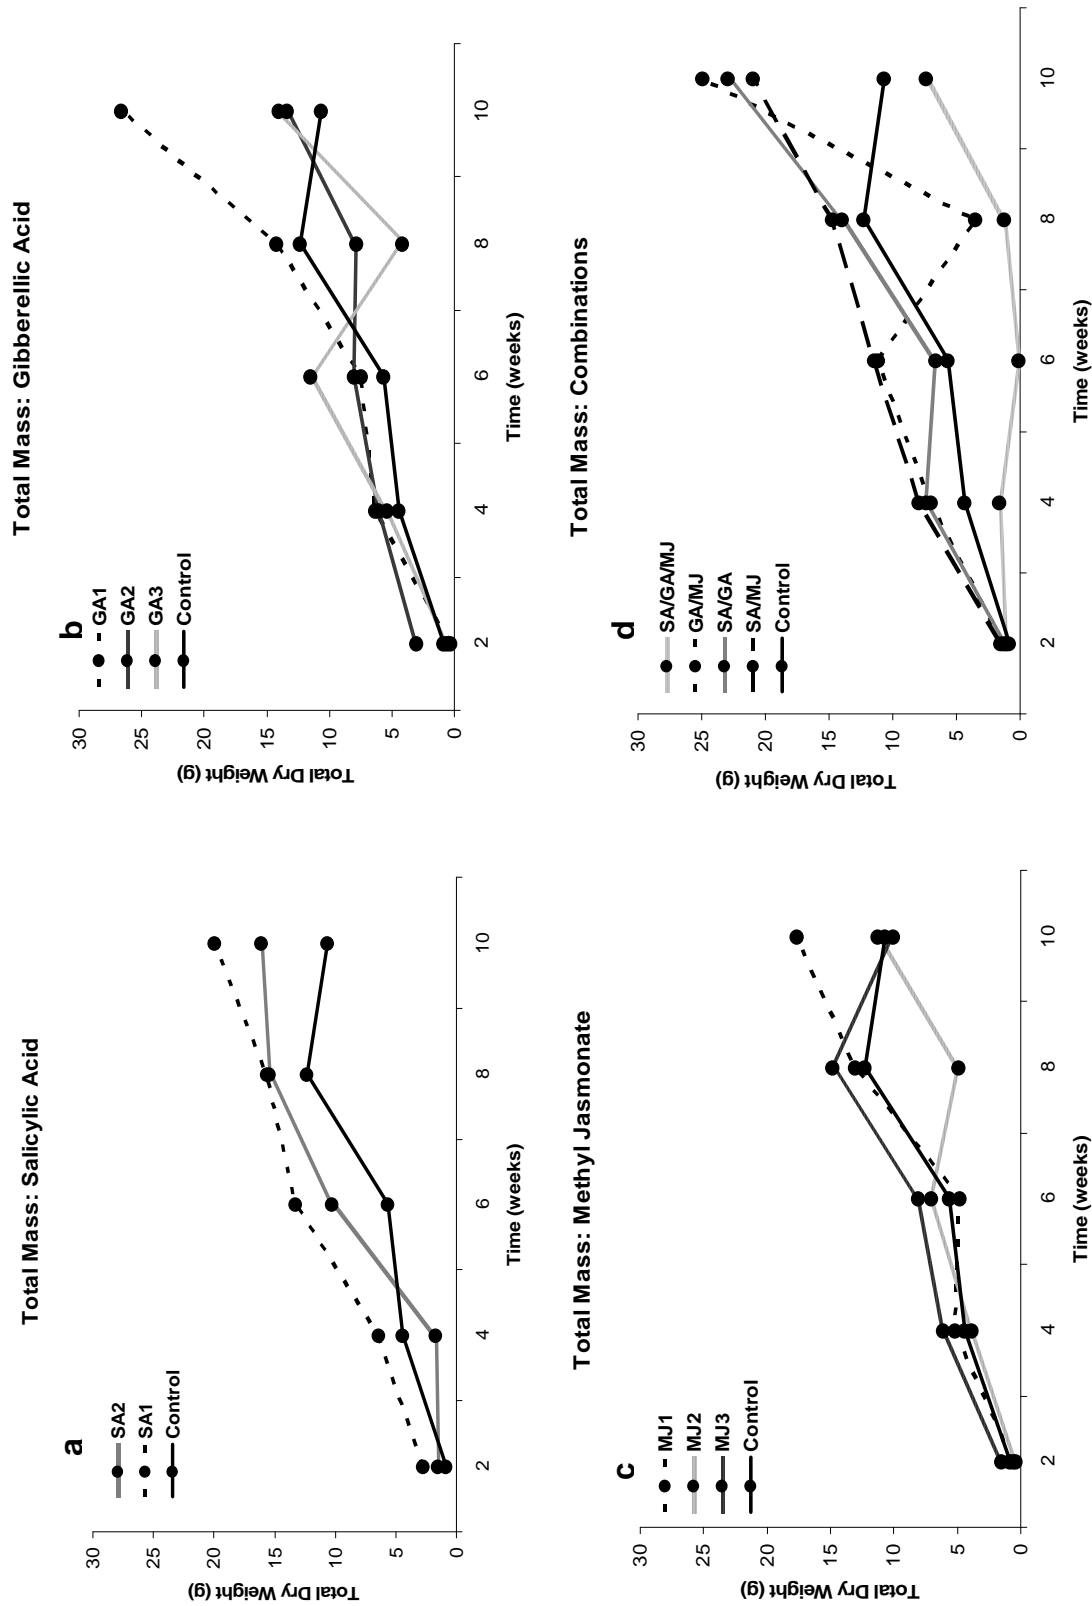 a
Total Mass: Salicylic Acid
SA2
SA1
Control
30
25
20
15
10
5
0
Total Dry Weight (g)
2
4
6
8
10
Time (weeks)
b
Total Mass: Gibberellic Acid
GA1
GA2
GA3
Control
30
25
20
15
10
5
0
Total Dry Weight (g)
2
4
6
8
10
Time (weeks)
c
Total Mass: Methyl Jasmonate
MJ1
MJ2
MJ3
Control
30
25
20
15
10
5
0
Total Dry Weight (g)
2
4
6
8
10
Time (weeks)
d
Total Mass: Combinations
SA/GA/MJ
GA/MJ
SA/GA
SA/MJ
Control
30
25
20
15
10
5
0
Total Dry Weight (g)
2
4
6
8
10
Time (weeks)